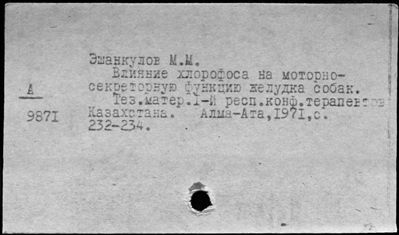 Эшанкулов М.М.
Влияние хлорофоса на моторно-
секреторную функцию желудка собак.
Тез.матер.I-й респ.конф.терапевтов
Казахстана. Алма-Ата,1971,с.
232-234.
А
9871